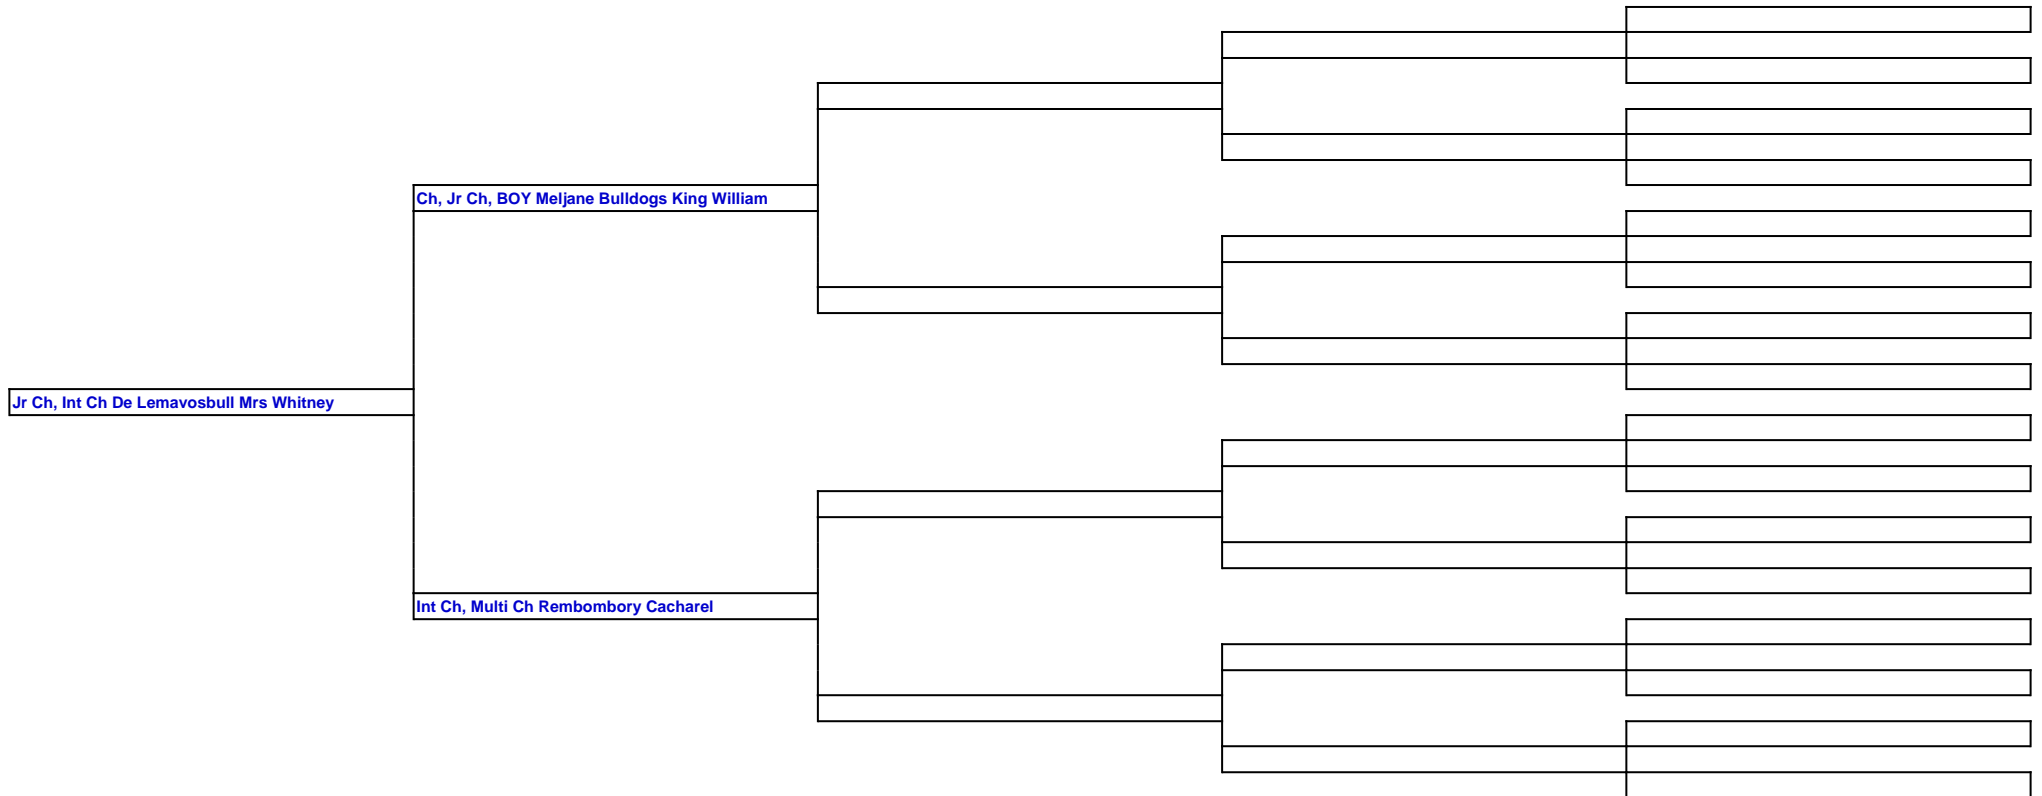 Ch, Jr Ch, BOY Meljane Bulldogs King William
Jr Ch, Int Ch De Lemavosbull Mrs Whitney
Int Ch, Multi Ch Rembombory Cacharel